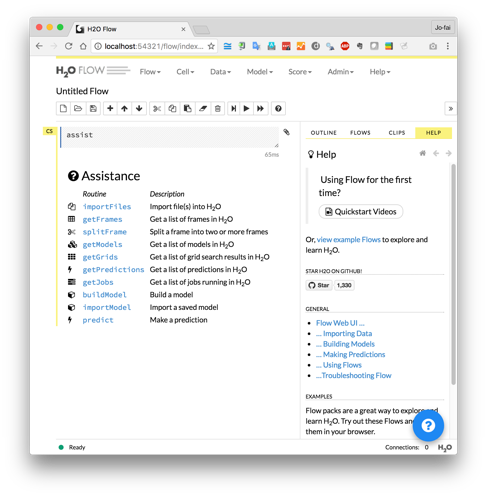 H2O Flow
Jo-fai
localhost:54321/flow/index...
H2O FLOW
Flow Cell Data Model Score Admin Help
Untitled Flow
CS
assist
65ms
Assistance
Routine Description
importFiles Import file(s) into H2O
getFrames Get a list of frames in H2O
splitFrame Split a frame into two or more frames
getModels Get a list of models in H2O
getGrids Get a list of grid search results in H2O
getPredictions Get a list of predictions in H2O
getJobs Get a list of jobs running in H2O
buildModel Build a model
importModel Import a saved model
predict Make a prediction
OUTLINE FLOWS CLIPS HELP
Help
Using Flow for the first
time?
Quickstart Videos
Or, view example Flows to explore and
learn H2O.
STAR H2O ON GITHUB!
Star 1,330
GENERAL
Flow Web UI ...
... Importing Data
... Building Models
... Making Predictions
... Using Flows
...Troubleshooting Flow
EXAMPLES
Flow packs are a great way to explore and
learn H2O. Try out these Flows and
them in your browser.
Ready
Connections: 0 H2O